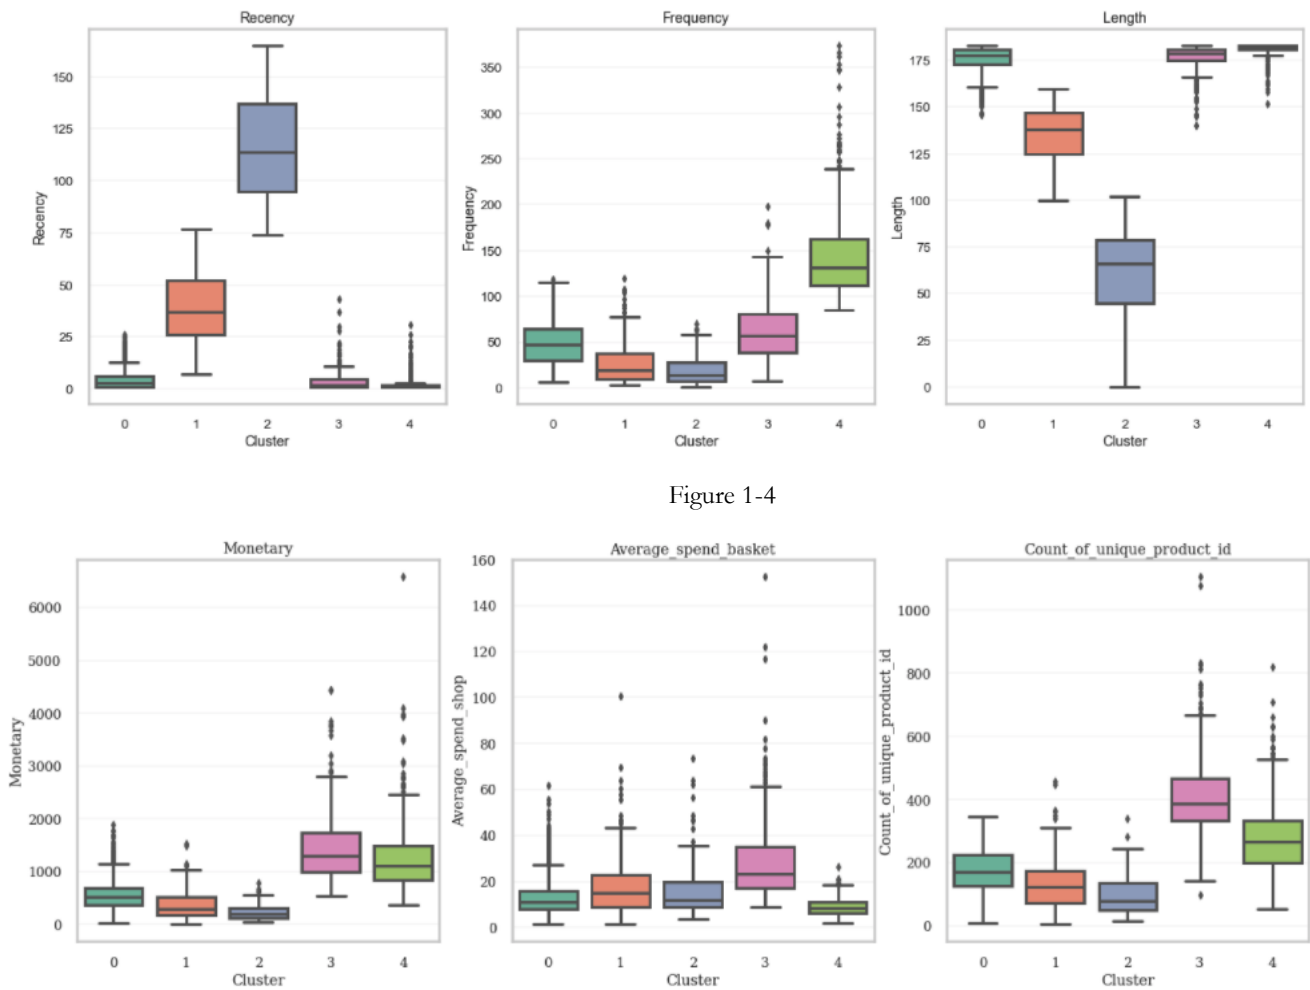 Recency
Frequency
Length
Recency
150
125
100
75
50
25
0
0 1 2 3 4
Cluster
Frequency
350
300
250
200
150
100
50
0
0 1 2 3 4
Cluster
Length
175
150
125
100
75
50
25
0
0 1 2 3 4
Cluster
Figure 1-4
Monetary
Average_spend_basket
Count_of_unique_product_id
Monetary
6000
5000
4000
3000
2000
1000
0
0 1 2 3 4
Cluster
Average_spend_shop
160
140
120
100
80
60
40
20
0
0 1 2 3 4
Cluster
Count_of_unique_product_id
1000
800
600
400
200
0
0 1 2 3 4
Cluster